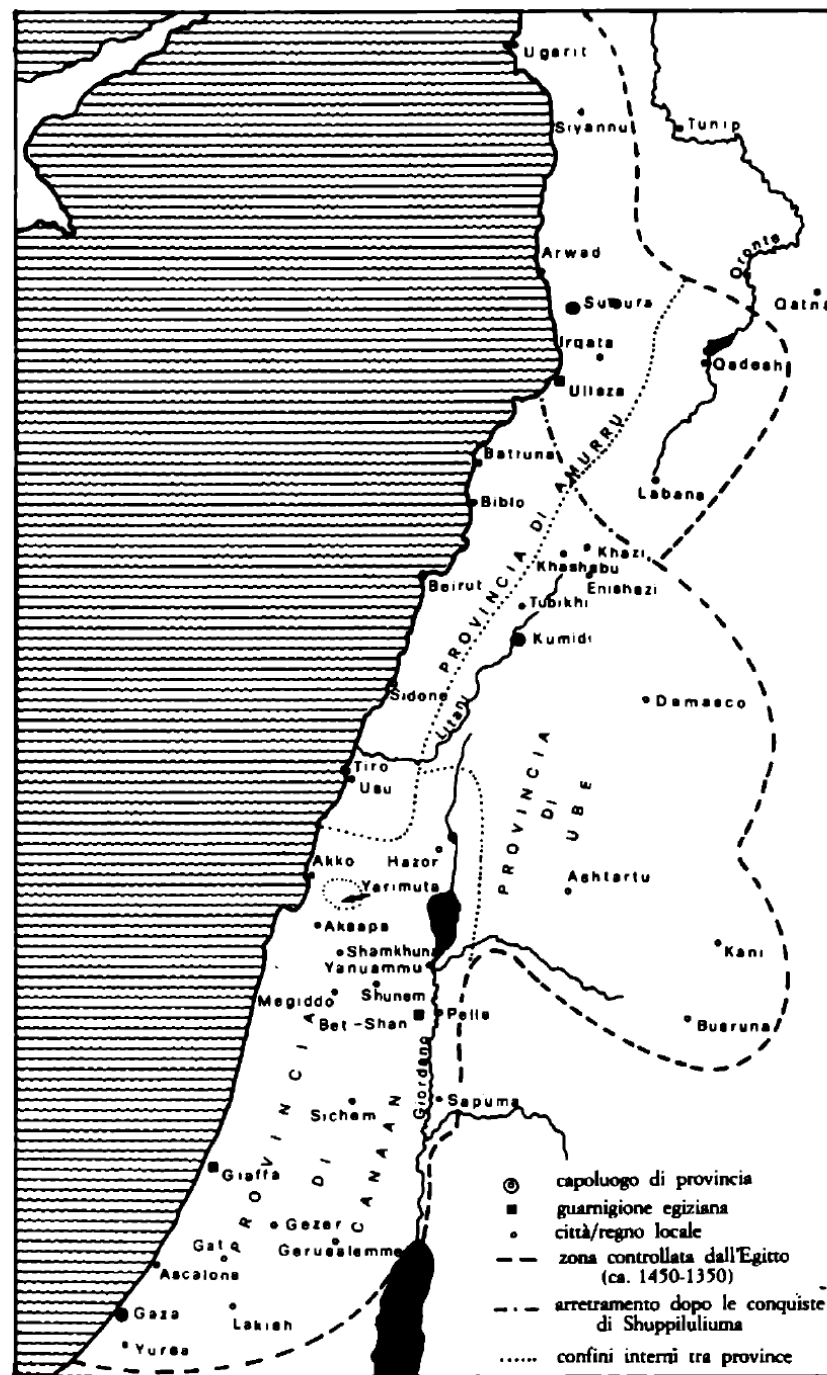 Ugarit
Siyannu
Tunip
Arwad
Oronte
Sumura
Qatna
Irqata
Qadesh
Ullaza
Batruna
Biblo
Labana
PROVINCIA DI AMURRU
Khazi
Khashabu
Enishazi
Beirut
Tubikhi
Kumidi
Sidone
Litani
Damasco
Tiro
Usu
PROVINCIA
DI
UBE
Hazor
Akko
Yarimuta
Ashtartu
Aksapa
Shamkhuna
Kani
Yanuammu
Shunem
Megiddo
Bet-Shan
Pella
Busruna
Giordano
Sapuma
Sichem
PROVINCIA
DI
CANAAN
Giaffa
Gezer
Gat
Gerusalemme
Ascalona
Gaza
Lakish
Yursa
capoluogo di provincia
guarnigione egiziana
città/regno locale
zona controllata dall'Egitto
(ca. 1450-1350)
arretramento dopo le conquiste
di Shuppiluliuma
confini interni tra province